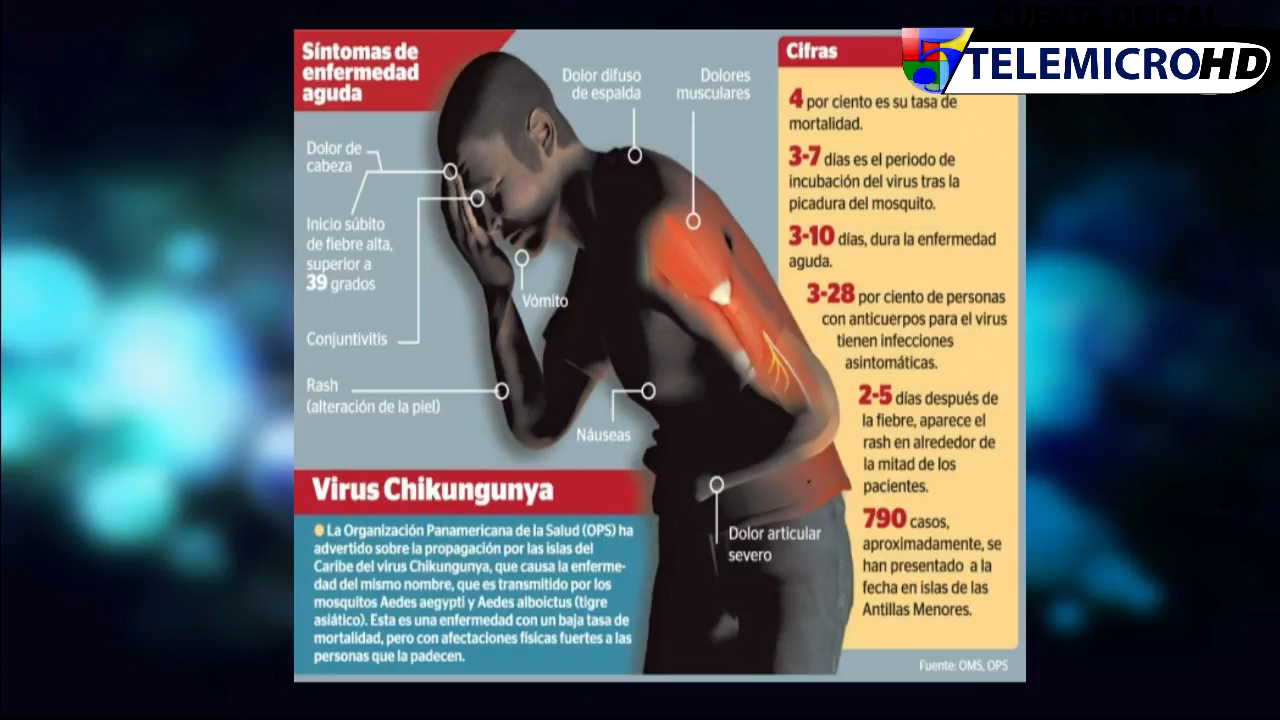 CUENTA OFICIAL
5 TELEMICRO HD
Síntomas de
enfermedad
aguda
Dolor de
cabeza
Inicio súbito
de fiebre alta,
superior a
39 grados
Conjuntivitis
Rash
(alteración de la piel)
Dolor difuso
de espalda
Dolores
musculares
Vómito
Náuseas
Dolor articular
severo
Virus Chikungunya
La Organización Panamericana de la Salud (OPS) ha
advertido sobre la propagación por las islas del
Caribe del virus Chikungunya, que causa la enferme-
dad del mismo nombre, que es transmitido por los
mosquitos Aedes aegypti y Aedes alboictus (tigre
asiático). Esta es una enfermedad con un baja tasa de
mortalidad, pero con afectaciones físicas fuertes a las
personas que la padecen.
Cifras
4 por ciento es su tasa de
mortalidad.
3-7 días es el periodo de
incubación del virus tras la
picadura del mosquito.
3-10 días, dura la enfermedad
aguda.
3-28 por ciento de personas
con anticuerpos para el virus
tienen infecciones
asintomáticas.
2-5 días después de
la fiebre, aparece el
rash en alrededor de
la mitad de los
pacientes.
790 casos,
aproximadamente, se
han presentado a la
fecha en islas de las
Antillas Menores.
Fuente: OMS, OPS